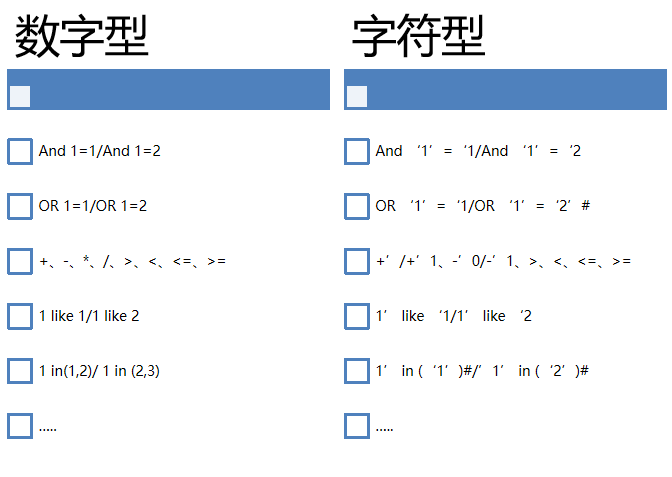 数字型
And 1=1/And 1=2
OR 1=1/OR 1=2
+、-、*、/、>、<、<=、>=
1 like 1/1 like 2
1 in(1,2)/ 1 in (2,3)
.....
字符型
And ‘1’ = ‘1/And ‘1’ = ‘2
OR ‘1’ = ‘1/OR ‘1’ = ‘2’ #
+’ /+’ 1、-’ 0/-’ 1、>、<、<=、>=
1’ like ‘1/1’ like ‘2
1’ in (‘1’)#/’ 1’ in (‘2’)#
.....